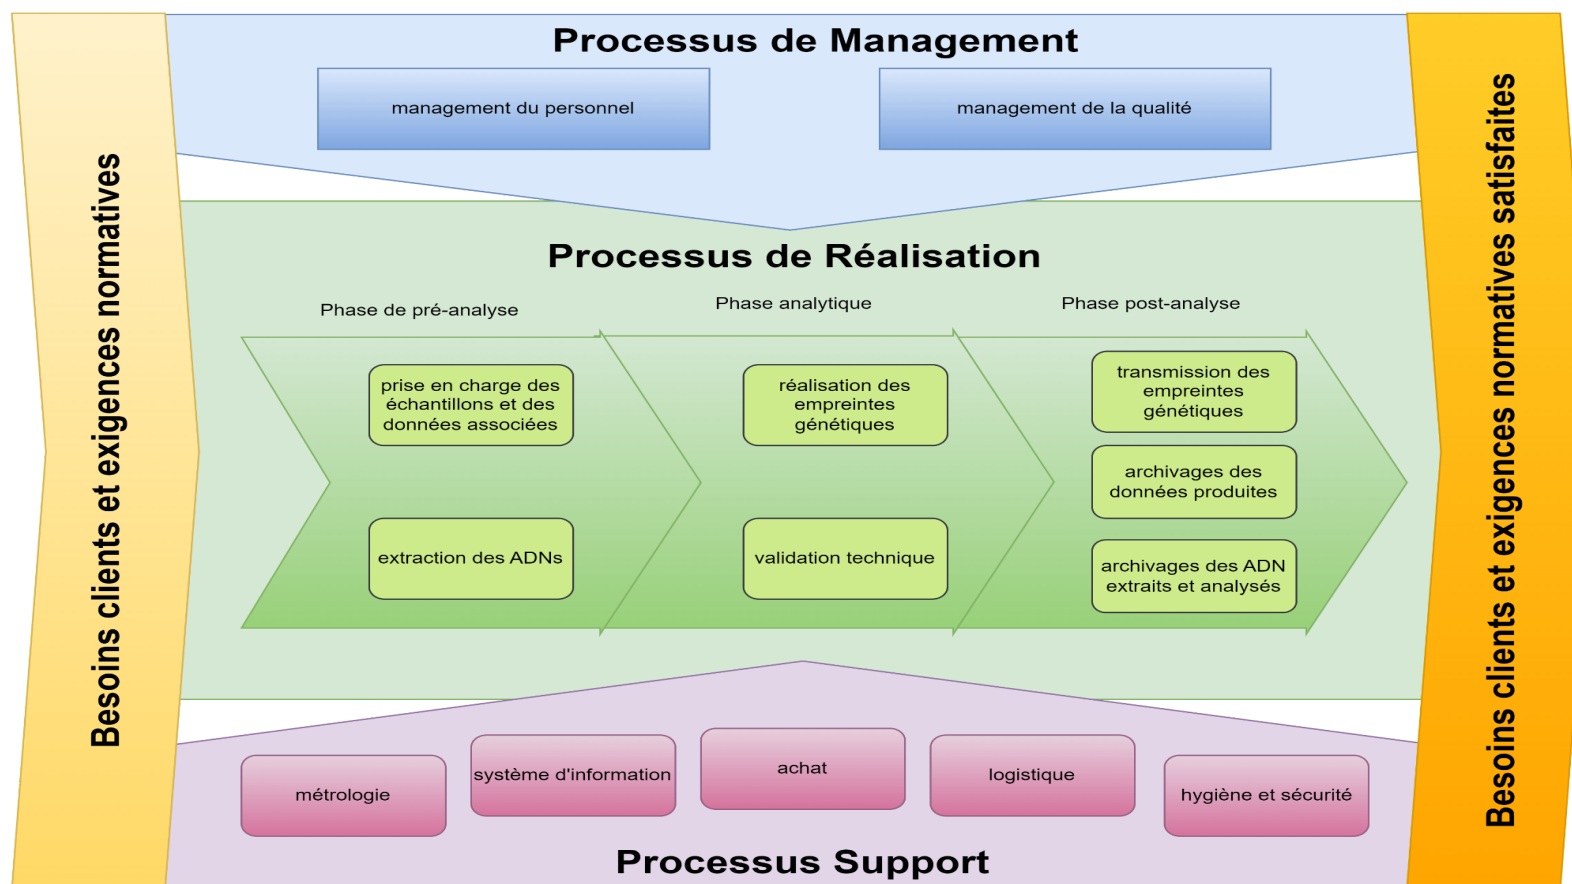 Processus de Management
management du personnel
management de la qualité
Besoins clients et exigences normatives
Processus de Réalisation
Phase de pré-analyse
Phase analytique
Phase post-analyse
prise en charge des
échantillons et des
données associées
extraction des ADNs
réalisation des
empreintes
génétiques
validation technique
transmission des
empreintes
génétiques
archivages des
données produites
archivages des ADN
extraits et analysés
Besoins clients et exigences normatives satisfaites
métrologie
système d'information
achat
logistique
hygiène et sécurité
Processus Support